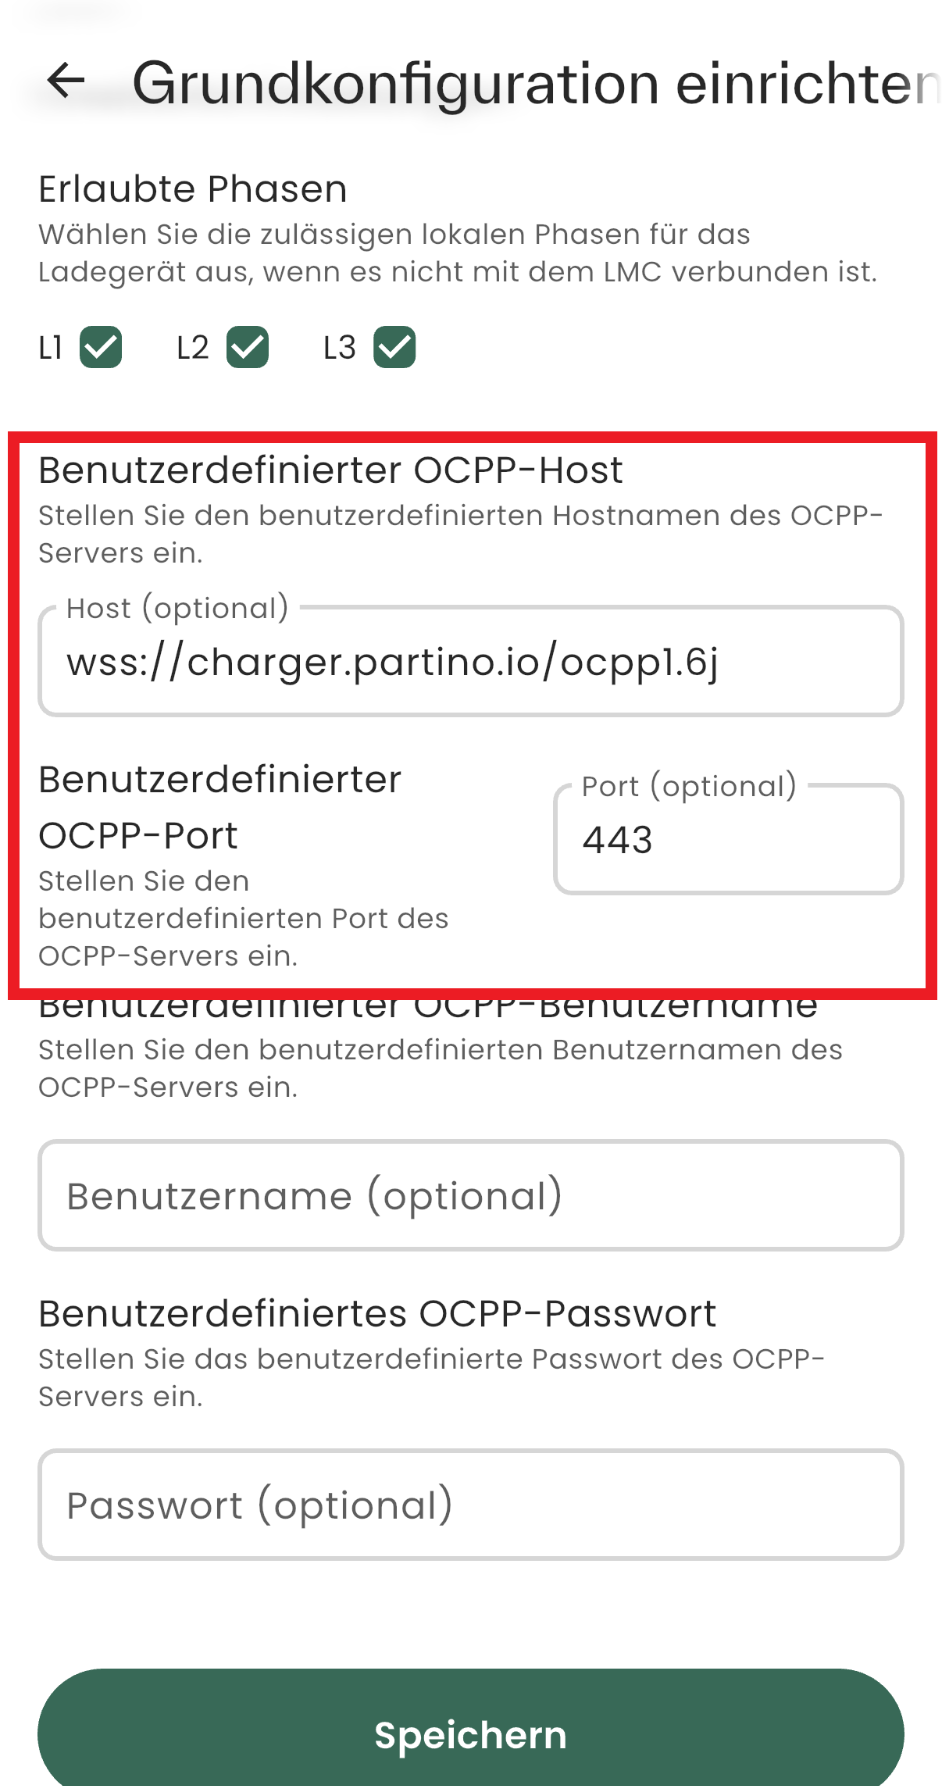 Grundkonfiguration einrichten
Erlaubte Phasen
Wählen Sie die zulässigen lokalen Phasen für das
Ladegerät aus, wenn es nicht mit dem LMC verbunden ist.
L1 L2 L3
Benutzerdefinierter OCPP-Host
Stellen Sie den benutzerdefinierten Hostnamen des OCPP-
Servers ein.
Host (optional)
wss://charger.partino.io/ocpp1.6j
Benutzerdefinierter
OCPP-Port
Stellen Sie den
benutzerdefinierten Port des
OCPP-Servers ein.
Port (optional)
443
Benutzerdefinierter OCPP-Benutzername
Stellen Sie den benutzerdefinierten Benutzernamen des
OCPP-Servers ein.
Benutzername (optional)
Benutzerdefiniertes OCPP-Passwort
Stellen Sie das benutzerdefinierte Passwort des OCPP-
Servers ein.
Passwort (optional)
Speichern